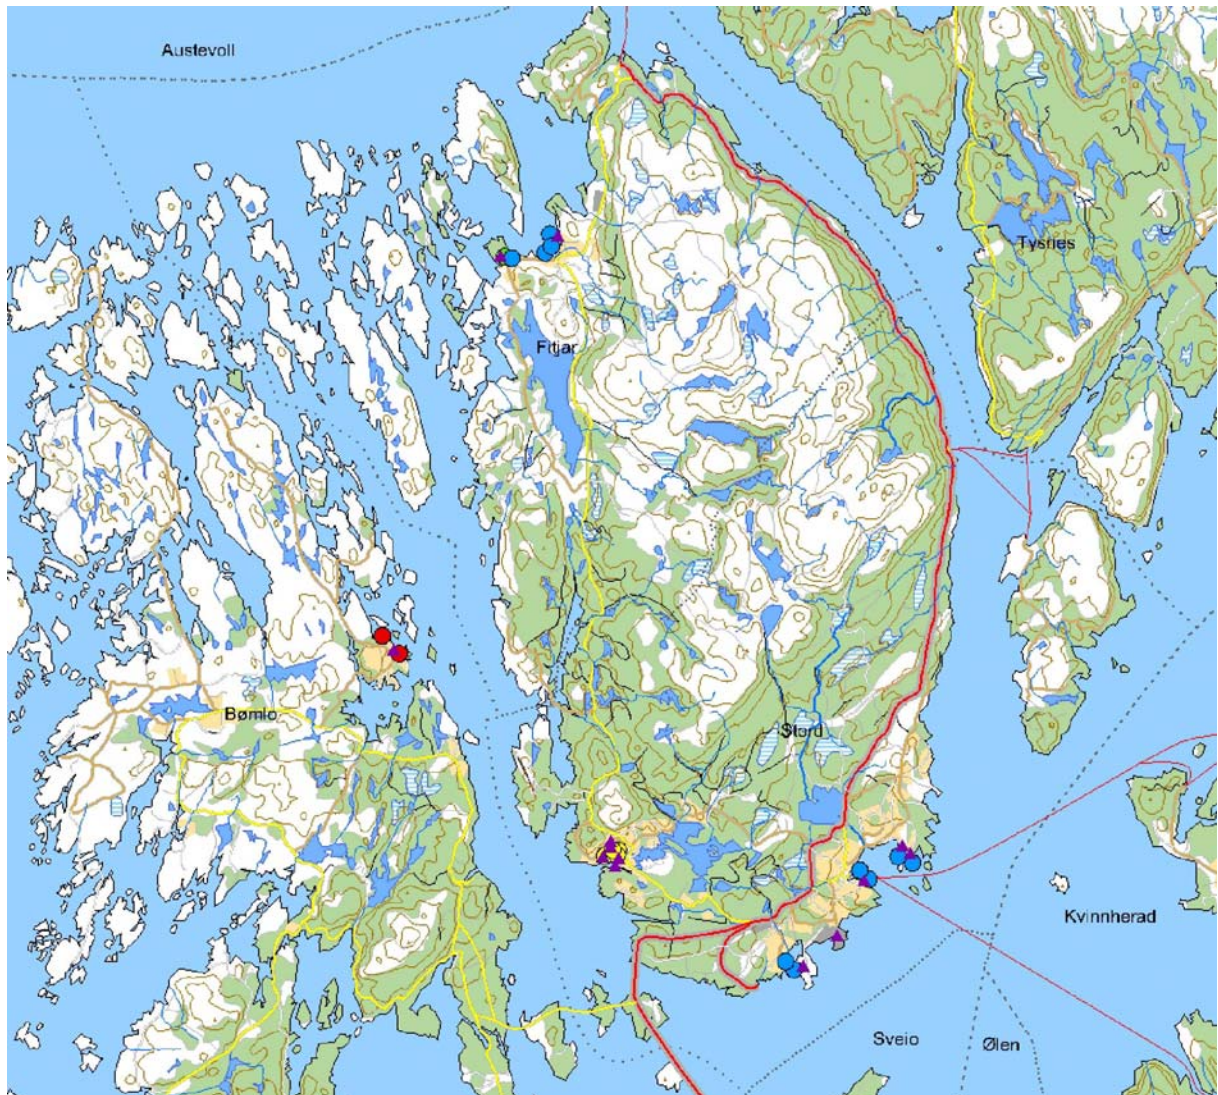 Austevoll
Tysnes
Fitjar
Bømlo
Stord
Kvinnherad
Sveio
Ølen